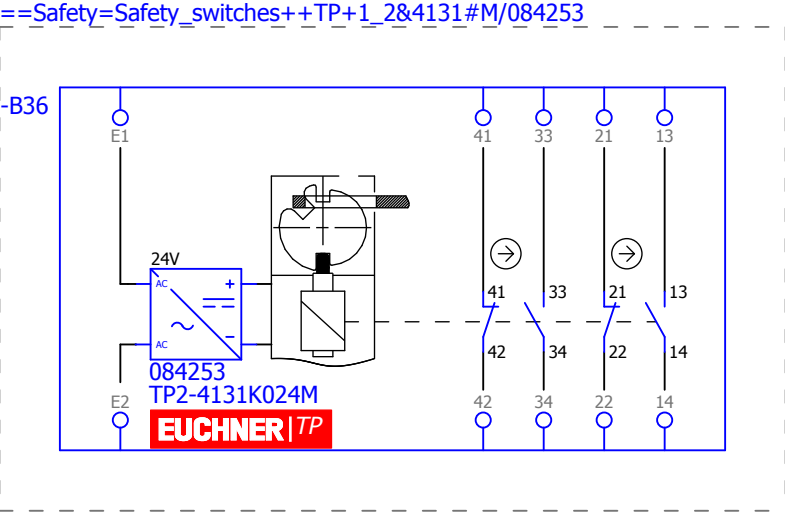 ==Safety=Safety_switches++TP+1_2&4131#M/084253
-B36
E1 41 33 21 13
24V
AC +
41 33 21 13
AC -
42 34 22 14
084253
TP2-4131K024M
E2 42 34 22 14
EUCHNER|TP